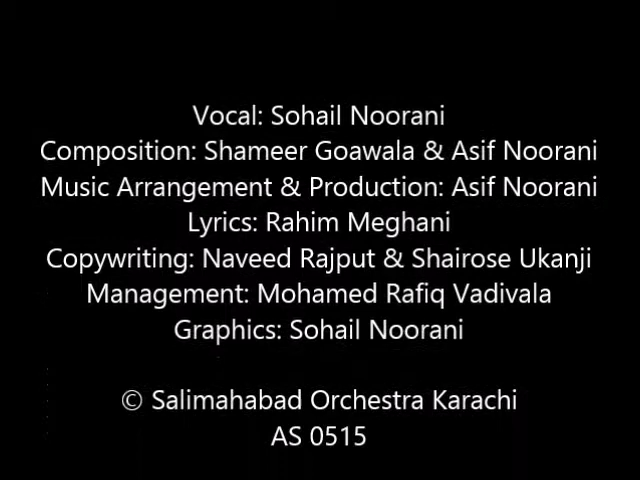 Vocal: Sohail Noorani
Composition: Shameer Goawala & Asif Noorani
Music Arrangement & Production: Asif Noorani
Lyrics: Rahim Meghani
Copywriting: Naveed Rajput & Shairose Ukanji
Management: Mohamed Rafiq Vadivala
Graphics: Sohail Noorani
© Salimahabad Orchestra Karachi
AS 0515